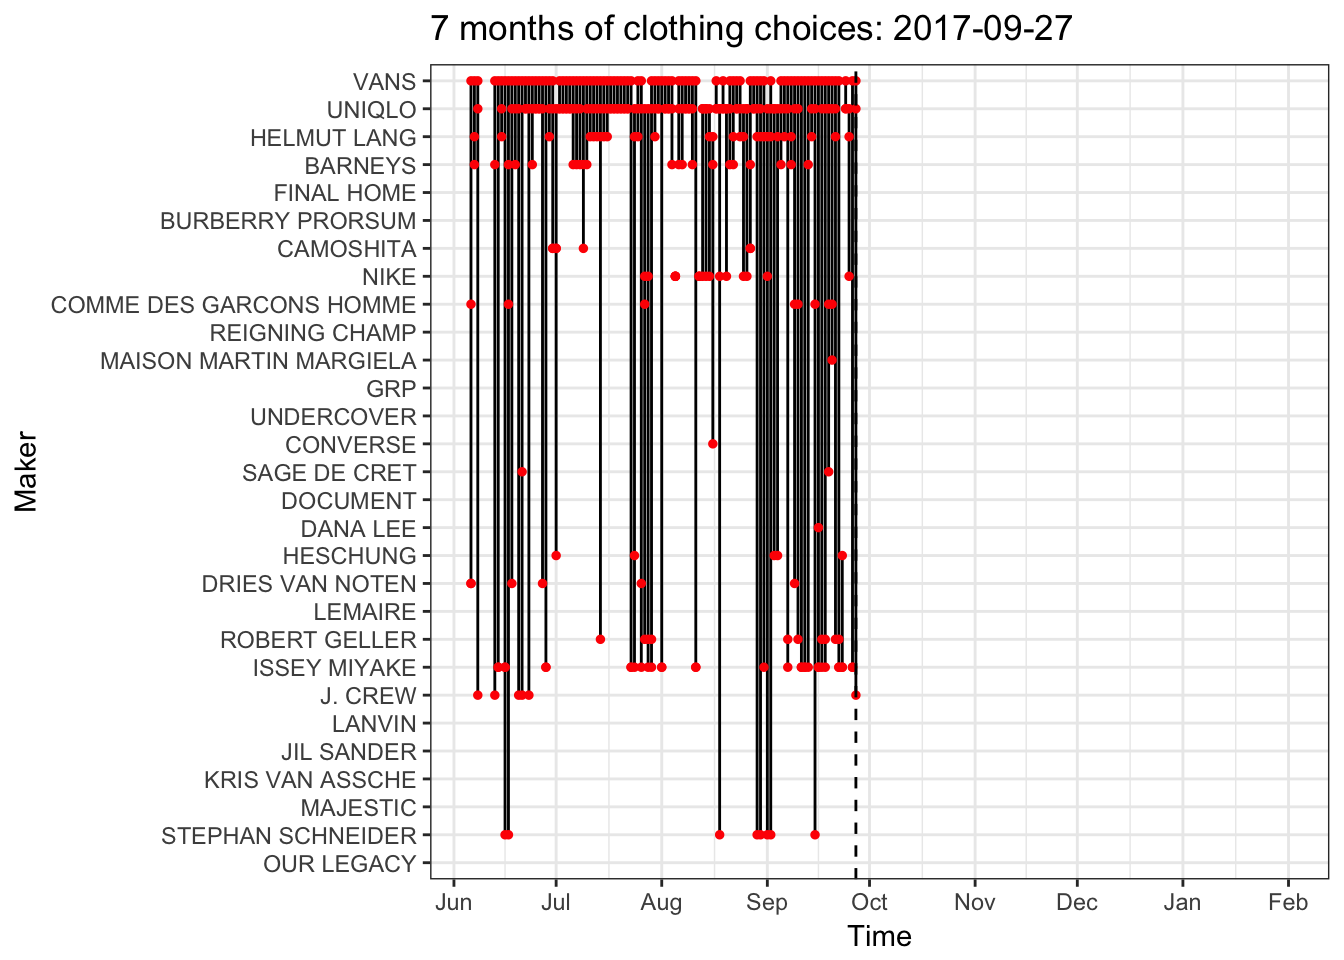 7 months of clothing choices: 2017-09-27
VANS
UNIQLO
HELMUT LANG
BARNEYS
FINAL HOME
BURBERRY PRORSUM
CAMOSHITA
NIKE
COMME DES GARCONS HOMME
REIGNING CHAMP
MAISON MARTIN MARGIELA
GRP
UNDERCOVER
CONVERSE
SAGE DE CRET
DOCUMENT
DANA LEE
HESCHUNG
DRIES VAN NOTEN
LEMAIRE
ROBERT GELLER
ISSEY MIYAKE
J. CREW
LANVIN
JIL SANDER
KRIS VAN ASSCHE
MAJESTIC
STEPHAN SCHNEIDER
OUR LEGACY
Maker
Jun Jul Aug Sep Oct Nov Dec Jan Feb
Time